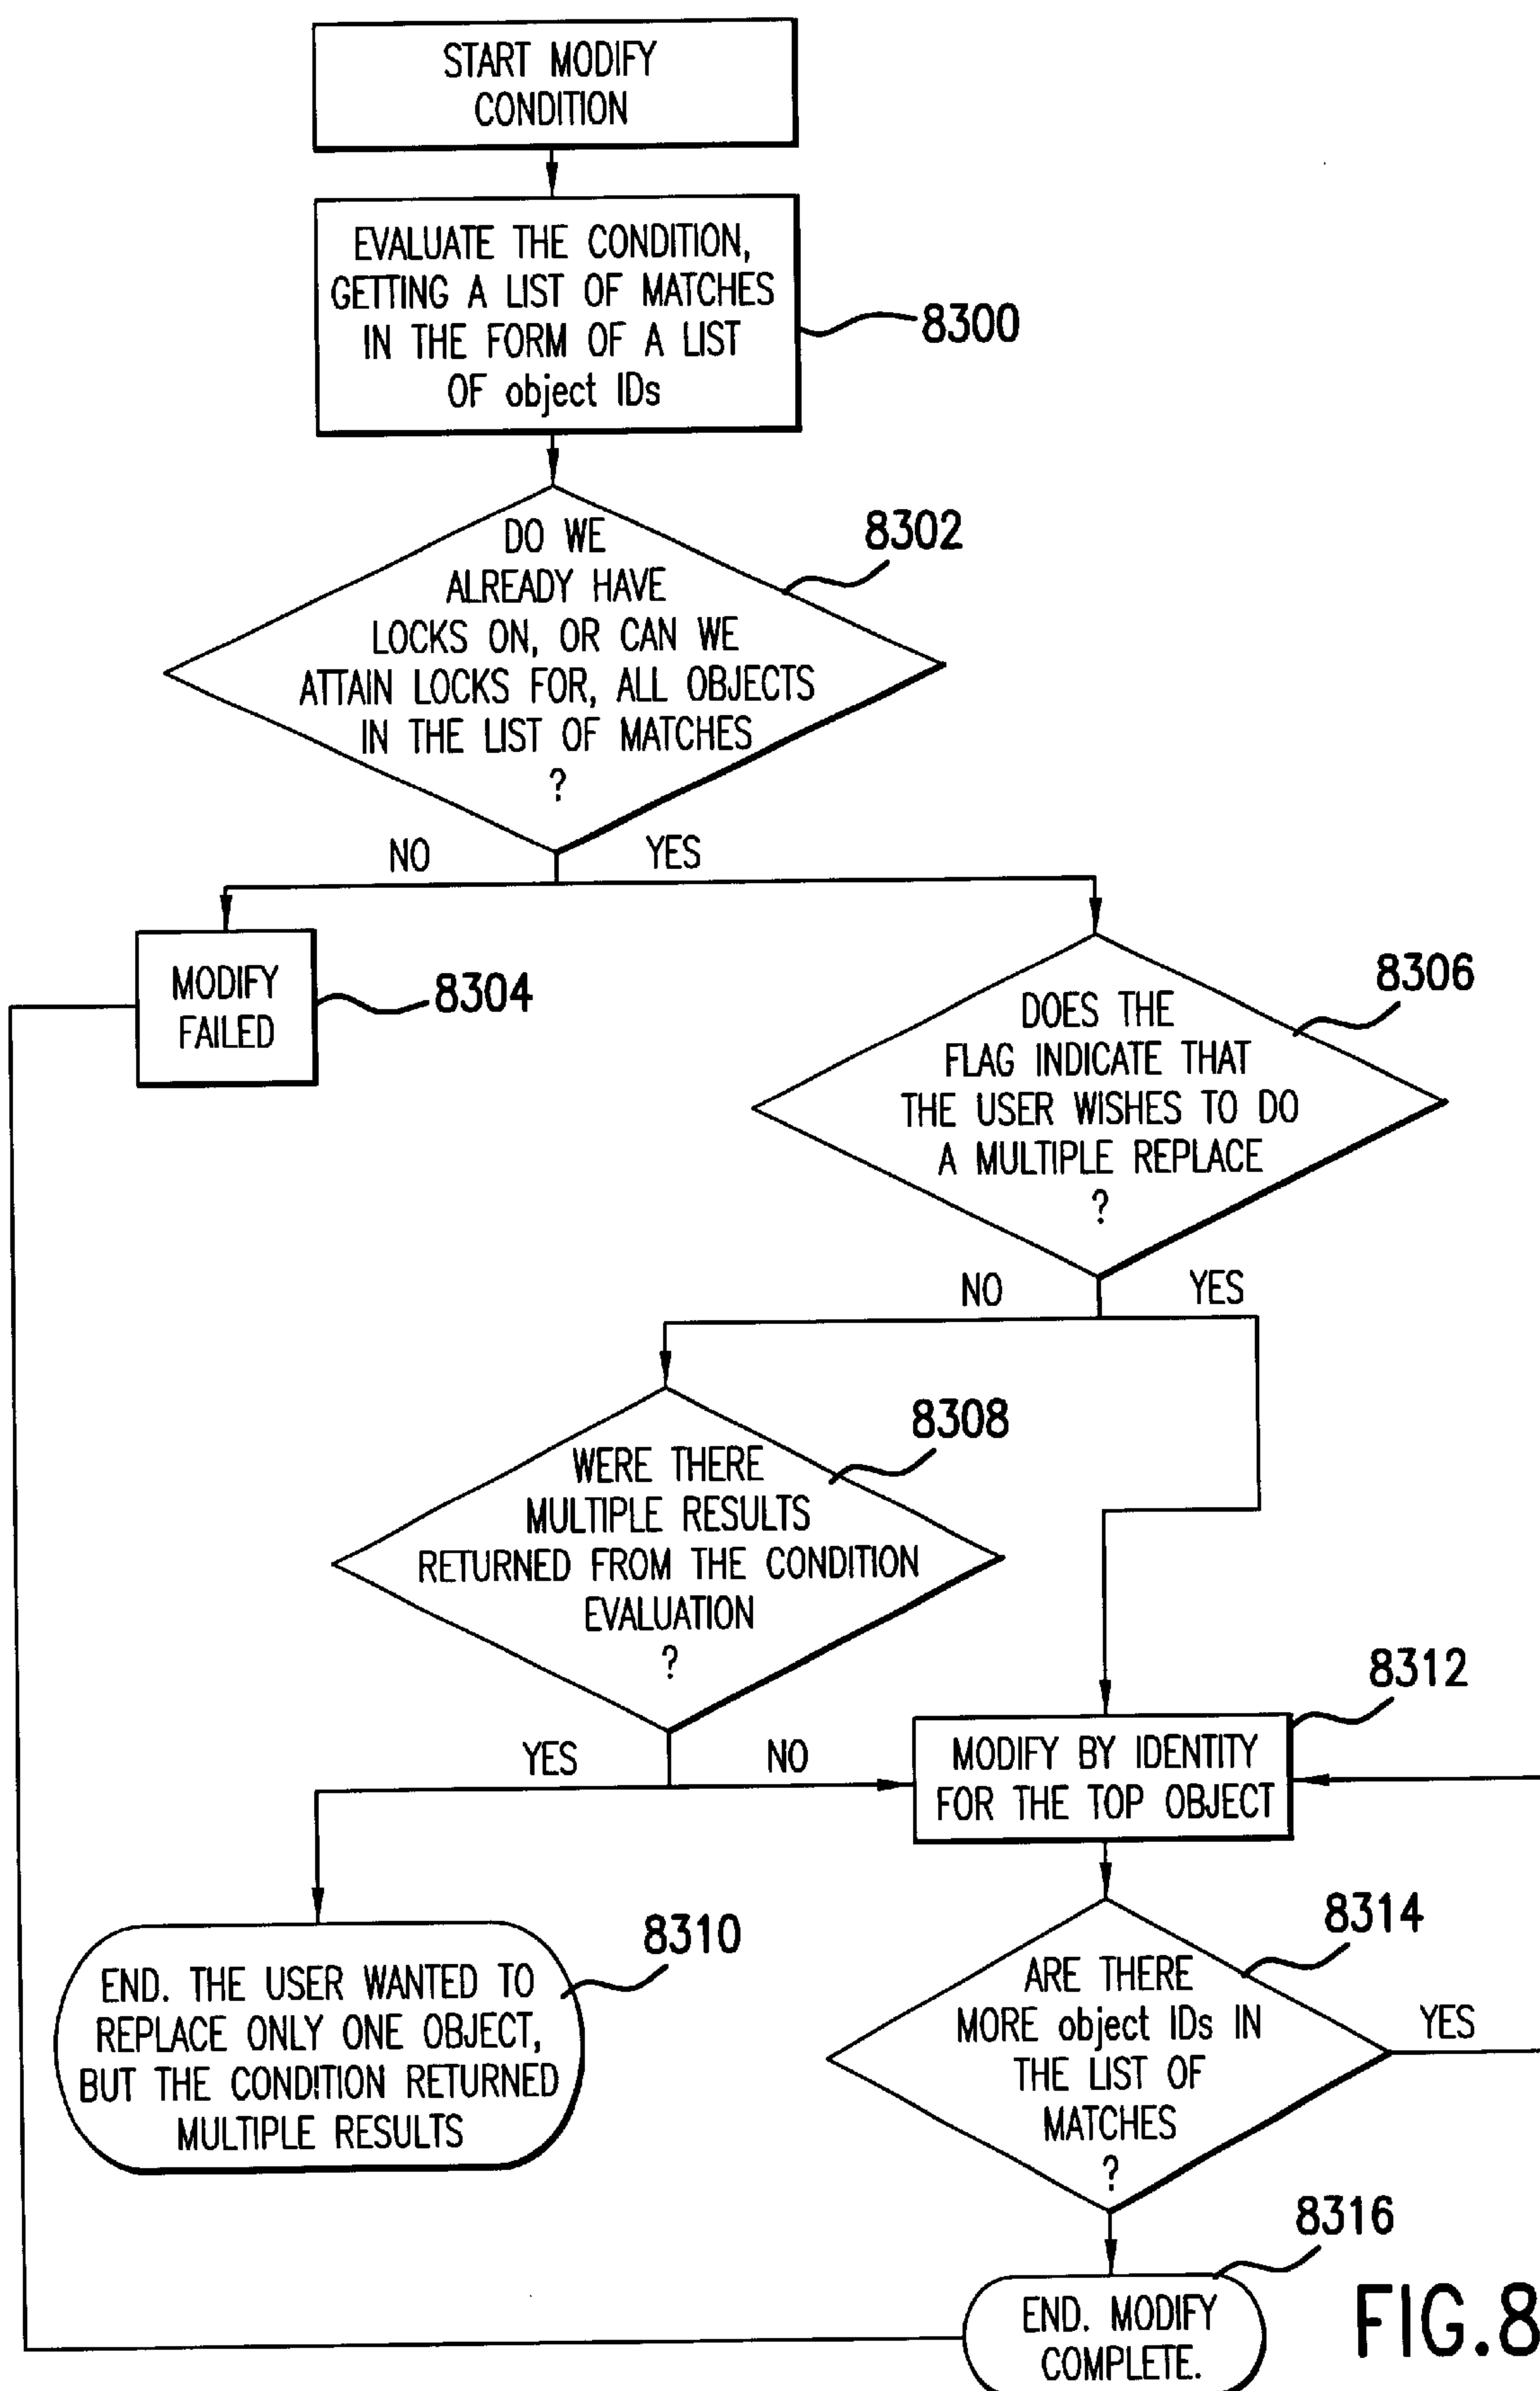 START MODIFY
CONDITION
EVALUATE THE CONDITION,
GETTING A LIST OF MATCHES
IN THE FORM OF A LIST
OF object IDs
8300
DO WE
ALREADY HAVE
LOCKS ON, OR CAN WE
ATTAIN LOCKS FOR, ALL OBJECTS
IN THE LIST OF MATCHES
?
8302
NO
YES
MODIFY
FAILED
8304
DOES THE
FLAG INDICATE THAT
THE USER WISHES TO DO
A MULTIPLE REPLACE
?
8306
NO
YES
WERE THERE
MULTIPLE RESULTS
RETURNED FROM THE CONDITION
EVALUATION
?
8308
YES
NO
MODIFY BY IDENTITY
FOR THE TOP OBJECT
8312
END. THE USER WANTED TO
REPLACE ONLY ONE OBJECT,
BUT THE CONDITION RETURNED
MULTIPLE RESULTS
8310
ARE THERE
MORE object IDs IN
THE LIST OF
MATCHES
?
8314
YES
END. MODIFY
COMPLETE.
8316
FIG.8